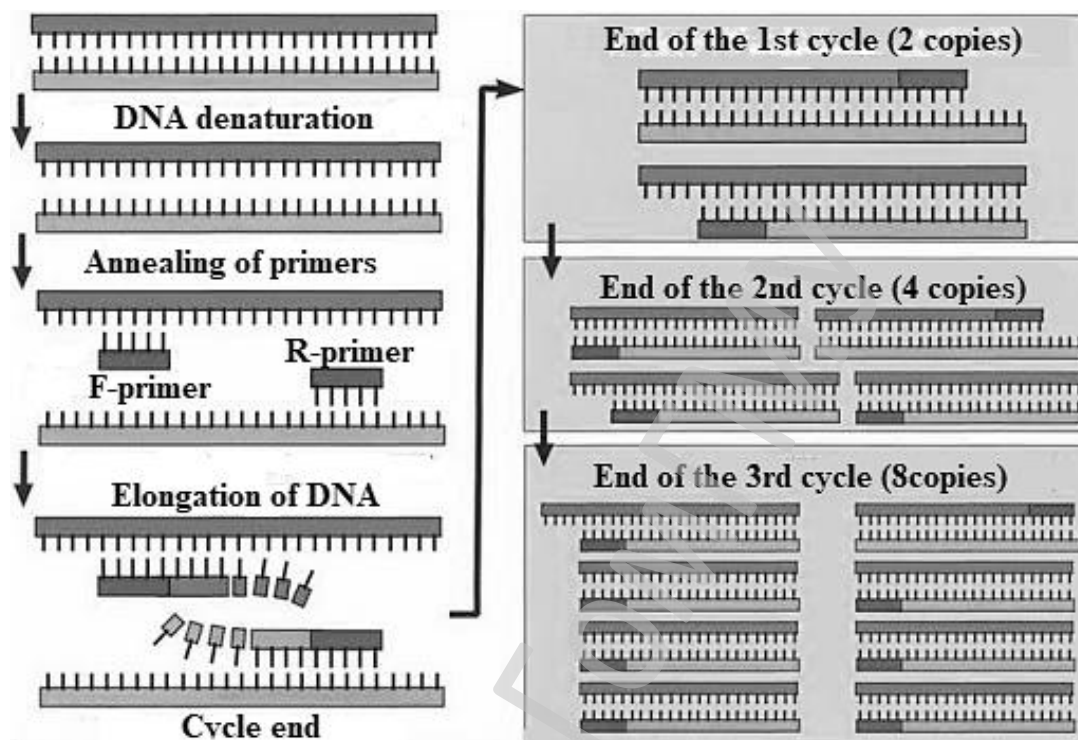 DNA denaturation
Annealing of primers
R-primer
F-primer
Elongation of DNA
Cycle end
End of the 1st cycle (2 copies)
End of the 2nd cycle (4 copies)
End of the 3rd cycle (8copies)